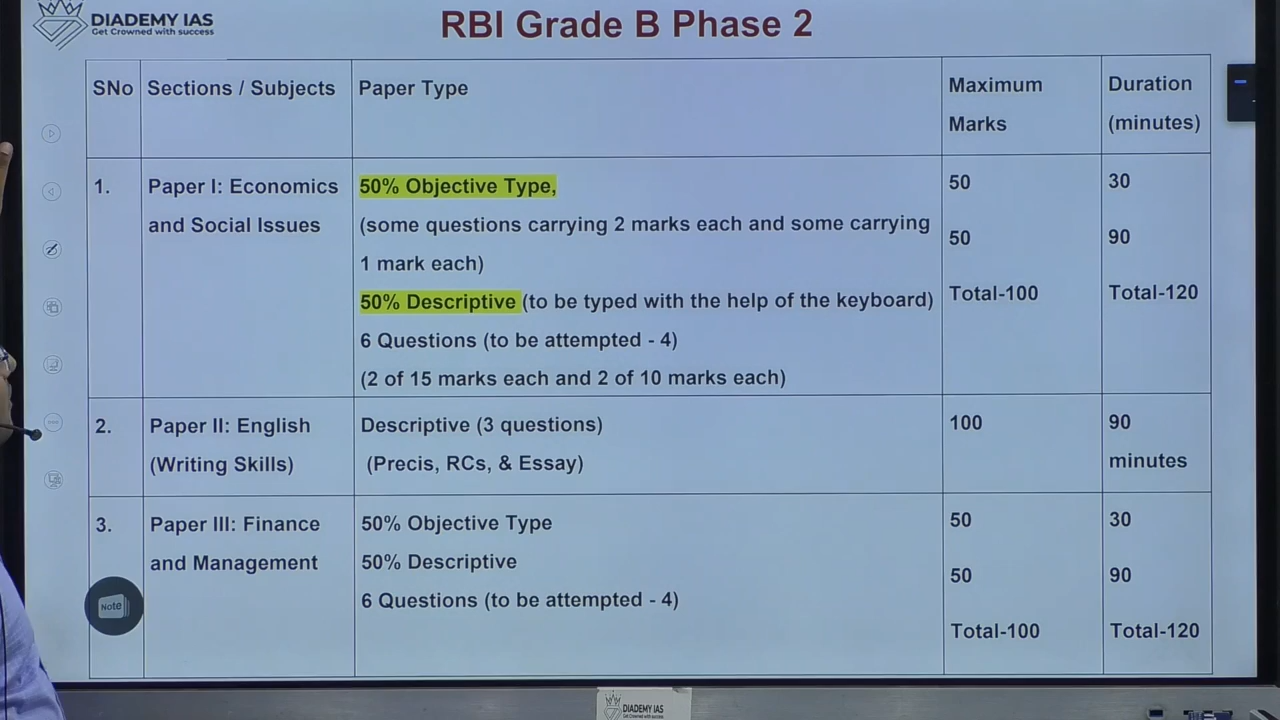 DIADEMY IAS
Get Crowned with success
RBI Grade B Phase 2
SNo
Sections / Subjects
Paper Type
Maximum
Marks
Duration
(minutes)
1.
Paper I: Economics
and Social Issues
50% Objective Type,
(some questions carrying 2 marks each and some carrying
1 mark each)
50% Descriptive (to be typed with the help of the keyboard)
6 Questions (to be attempted - 4)
(2 of 15 marks each and 2 of 10 marks each)
50
50
Total-100
30
90
Total-120
2.
Paper II: English
(Writing Skills)
Descriptive (3 questions)
(Precis, RCs, & Essay)
100
90
minutes
3.
Paper III: Finance
and Management
50% Objective Type
50% Descriptive
6 Questions (to be attempted - 4)
50
50
Total-100
30
90
Total-120
Note
DIADEMY IAS
Get Crowned with success